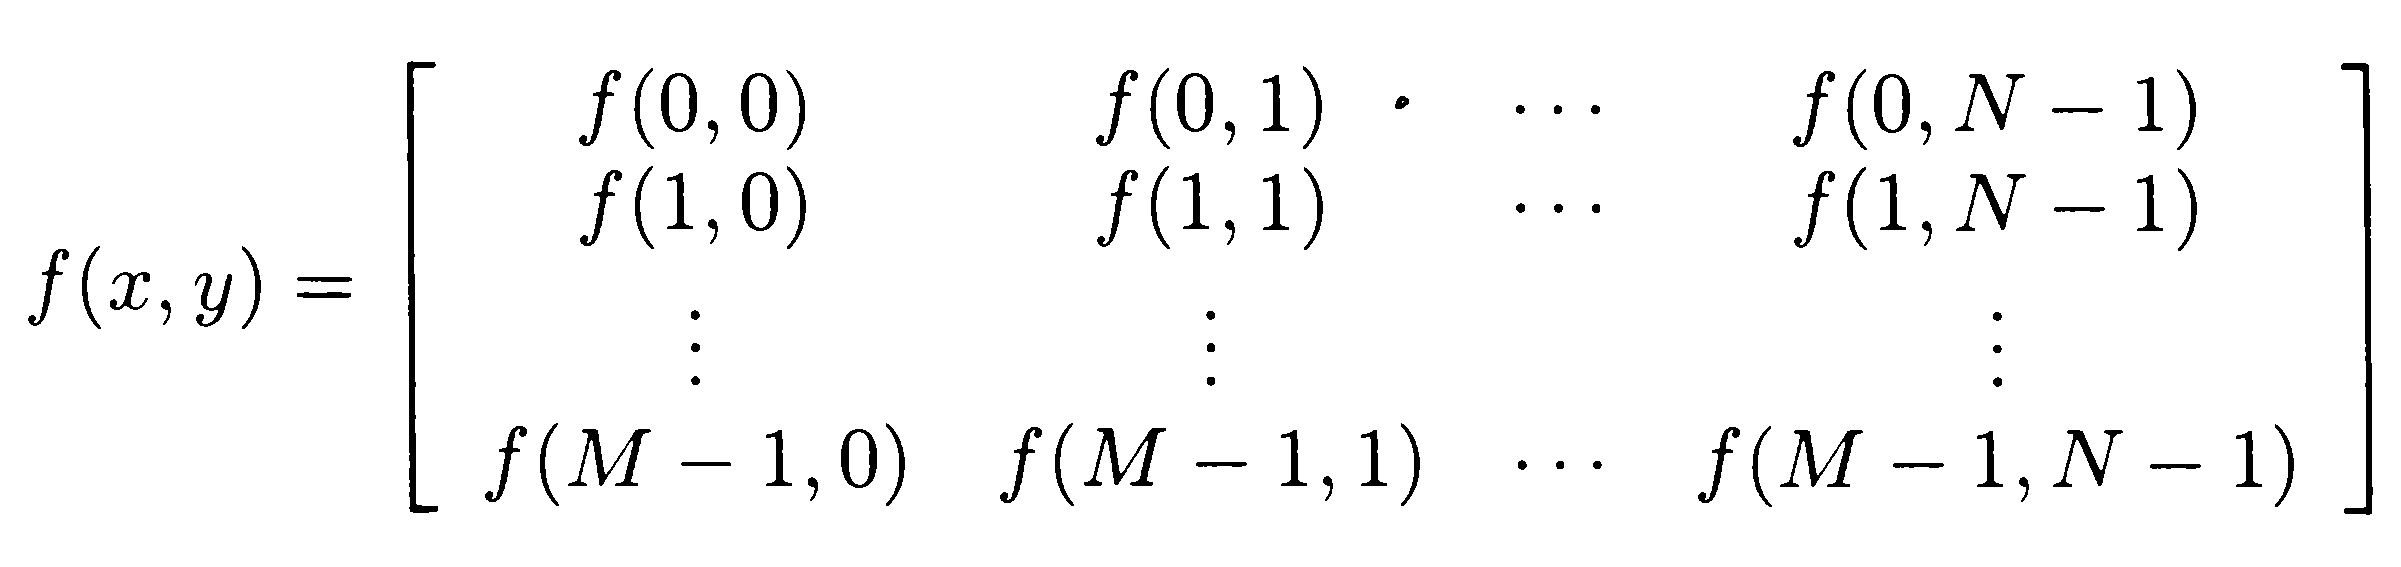 f(0,0) f(0,1) ··· f(0,N−1)
f(1,0) f(1,1) ··· f(1,N−1)
f(x,y) =
⋮ ⋮ ⋮
f(M−1,0) f(M−1,1) ··· f(M−1,N−1)